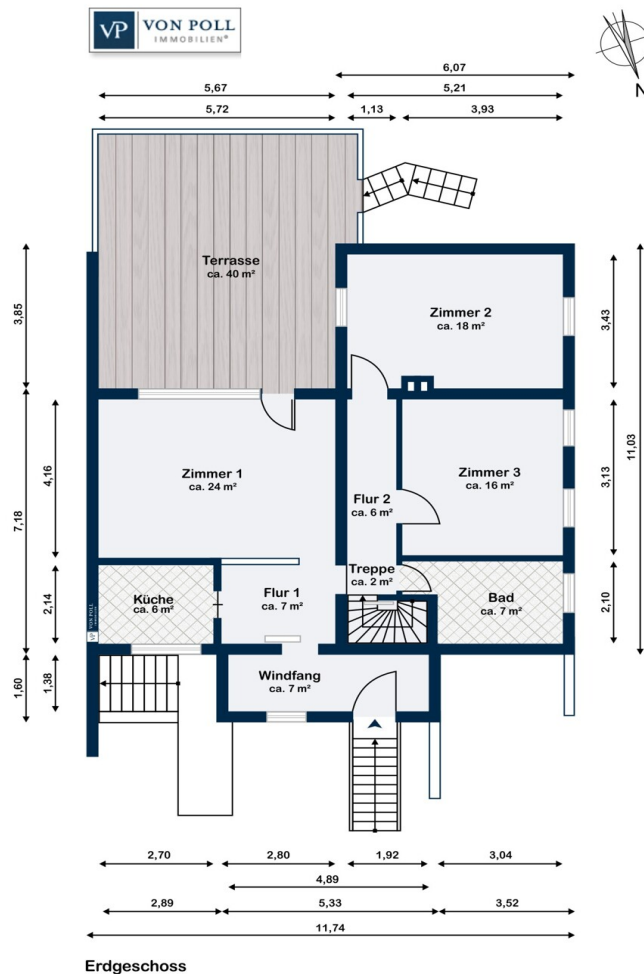 VP VON POLL
IMMOBILIEN®
N
6,07
5,67
5,21
5,72
1,13
3,93
Terrasse
ca. 40 m²
3,85
Zimmer 2
ca. 18 m²
3,43
11,03
7,18
4,16
Zimmer 1
ca. 24 m²
Zimmer 3
ca. 16 m²
3,13
Flur 2
ca. 6 m²
Treppe
ca. 2 m²
2,14
Küche
ca. 6 m²
Flur 1
ca. 7 m²
Bad
ca. 7 m²
2,10
VP VON POLL
1,60
1,38
Windfang
ca. 7 m²
2,70
2,80
1,92
3,04
4,89
2,89
5,33
3,52
11,74
Erdgeschoss